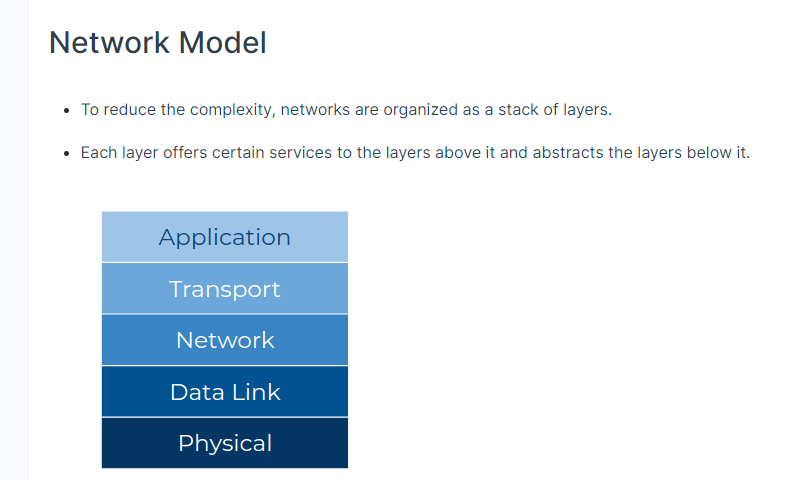 Network Model
• To reduce the complexity, networks are organized as a stack of layers.
• Each layer offers certain services to the layers above it and abstracts the layers below it.
Application
Transport
Network
Data Link
Physical